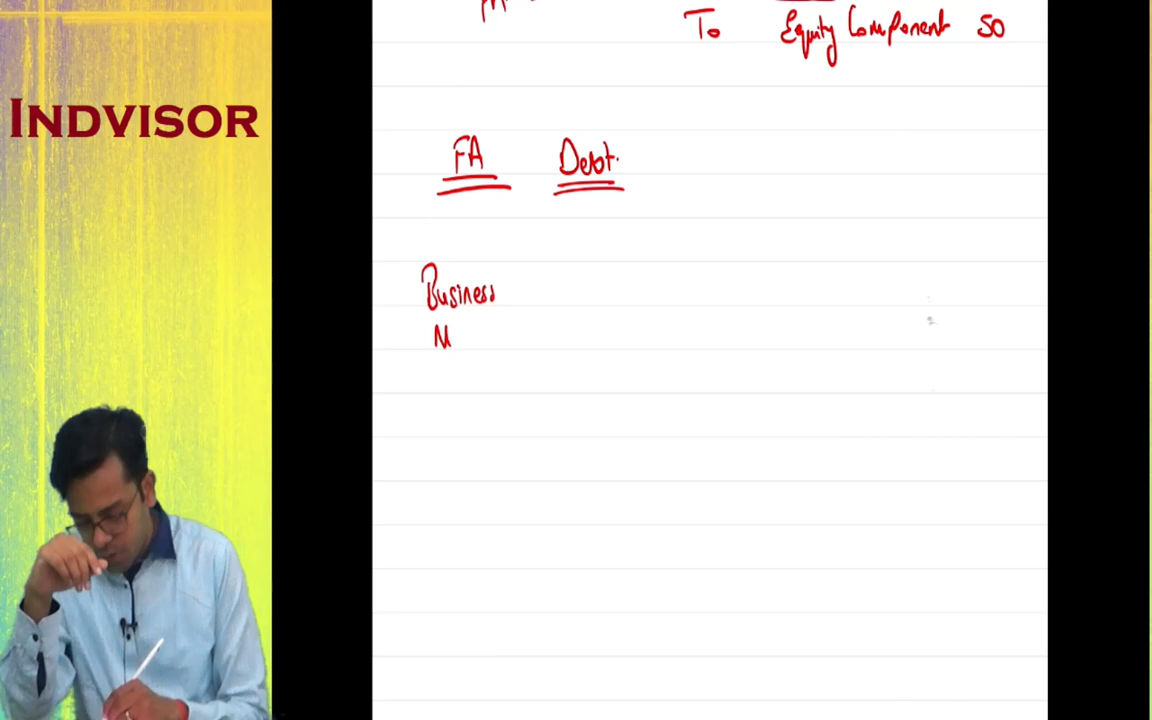 INDVISOR
To Equity Component 50
FA Debt.
Business
M